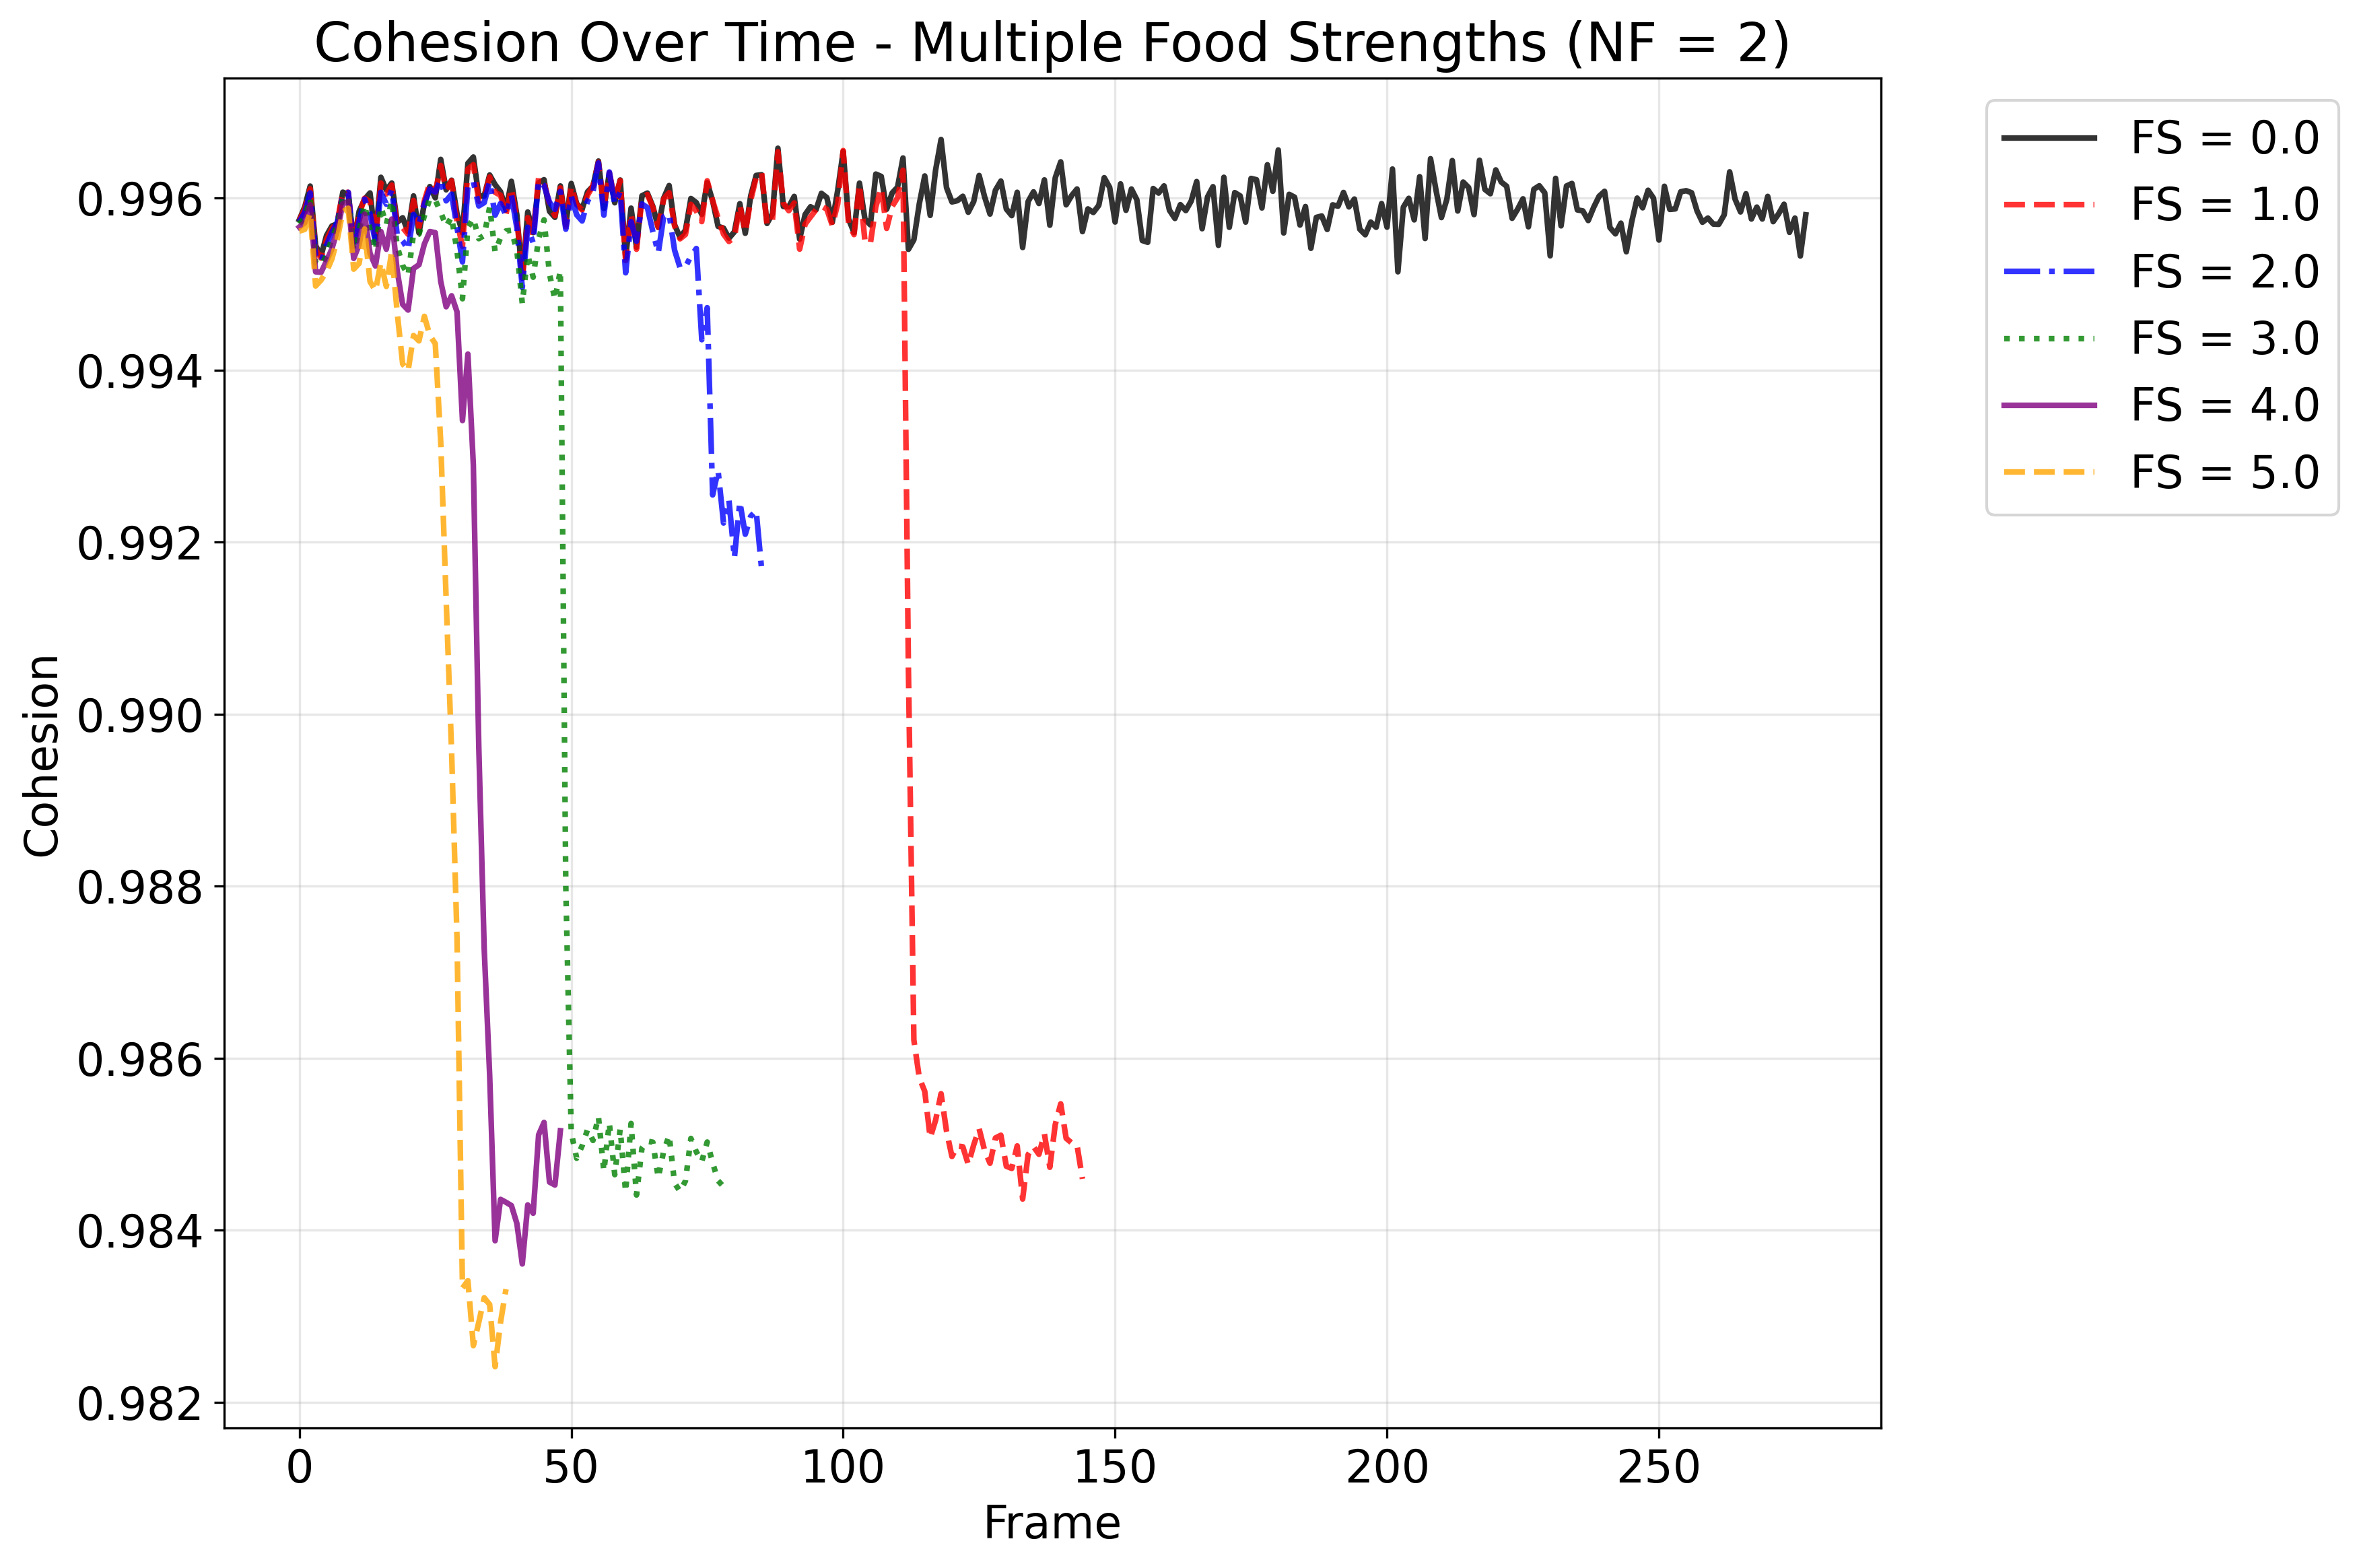 Cohesion Over Time - Multiple Food Strengths (NF = 2)
FS = 0.0
FS = 1.0
FS = 2.0
FS = 3.0
FS = 4.0
FS = 5.0
Cohesion
0.996
0.994
0.992
0.990
0.988
0.986
0.984
0.982
0 50 100 150 200 250
Frame